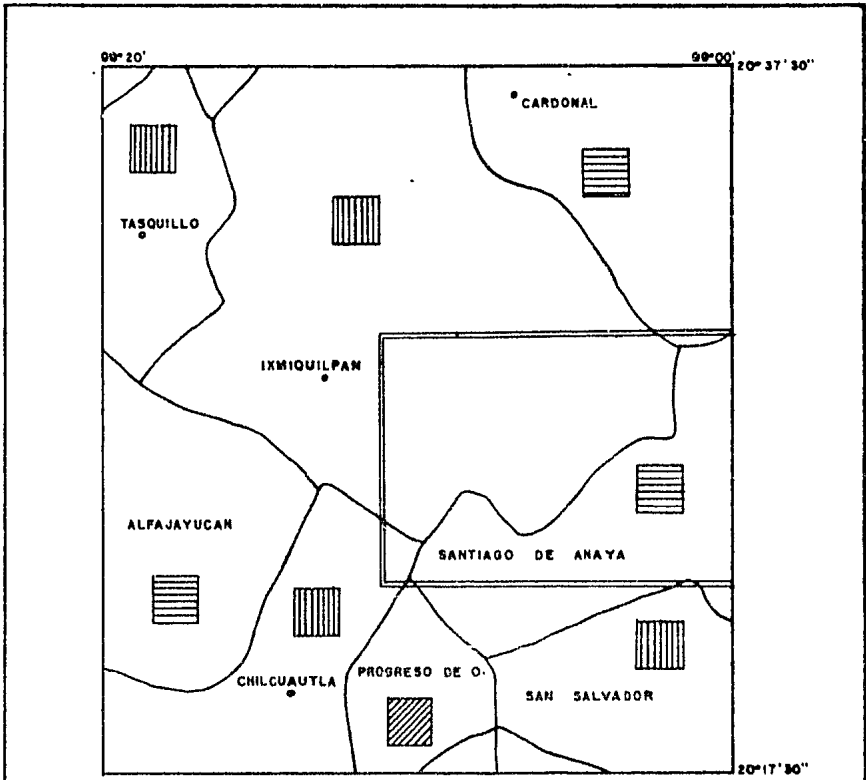 99°20'
99°00'
20°37'30"
CARDONAL
TASQUILLO
IXMIQUILPAN
ALFAJAYUCAN
SANTIAGO DE ANAYA
PROGRESO DE O.
CHILCUAUTLA
SAN SALVADOR
20°17'30"